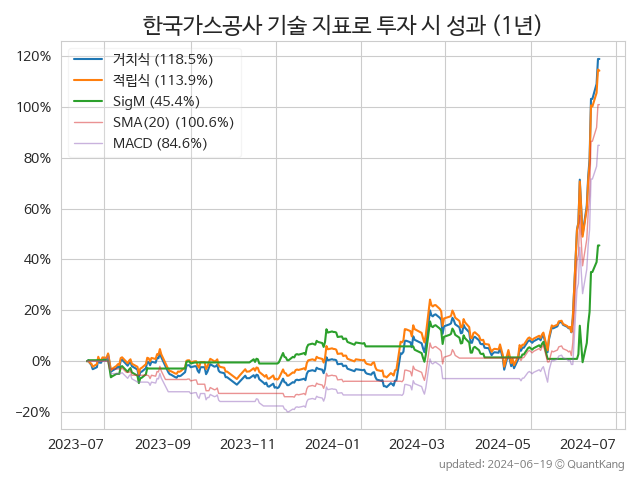 한국가스공사 기술 지표로 투자 시 성과 (1년)
120%
100%
80%
60%
40%
20%
0%
−20%
거치식 (118.5%)
적립식 (113.9%)
SigM (45.4%)
SMA(20) (100.6%)
MACD (84.6%)
2023-07 2023-09 2023-11 2024-01 2024-03 2024-05 2024-07
updated: 2024-06-19 © QuantKang